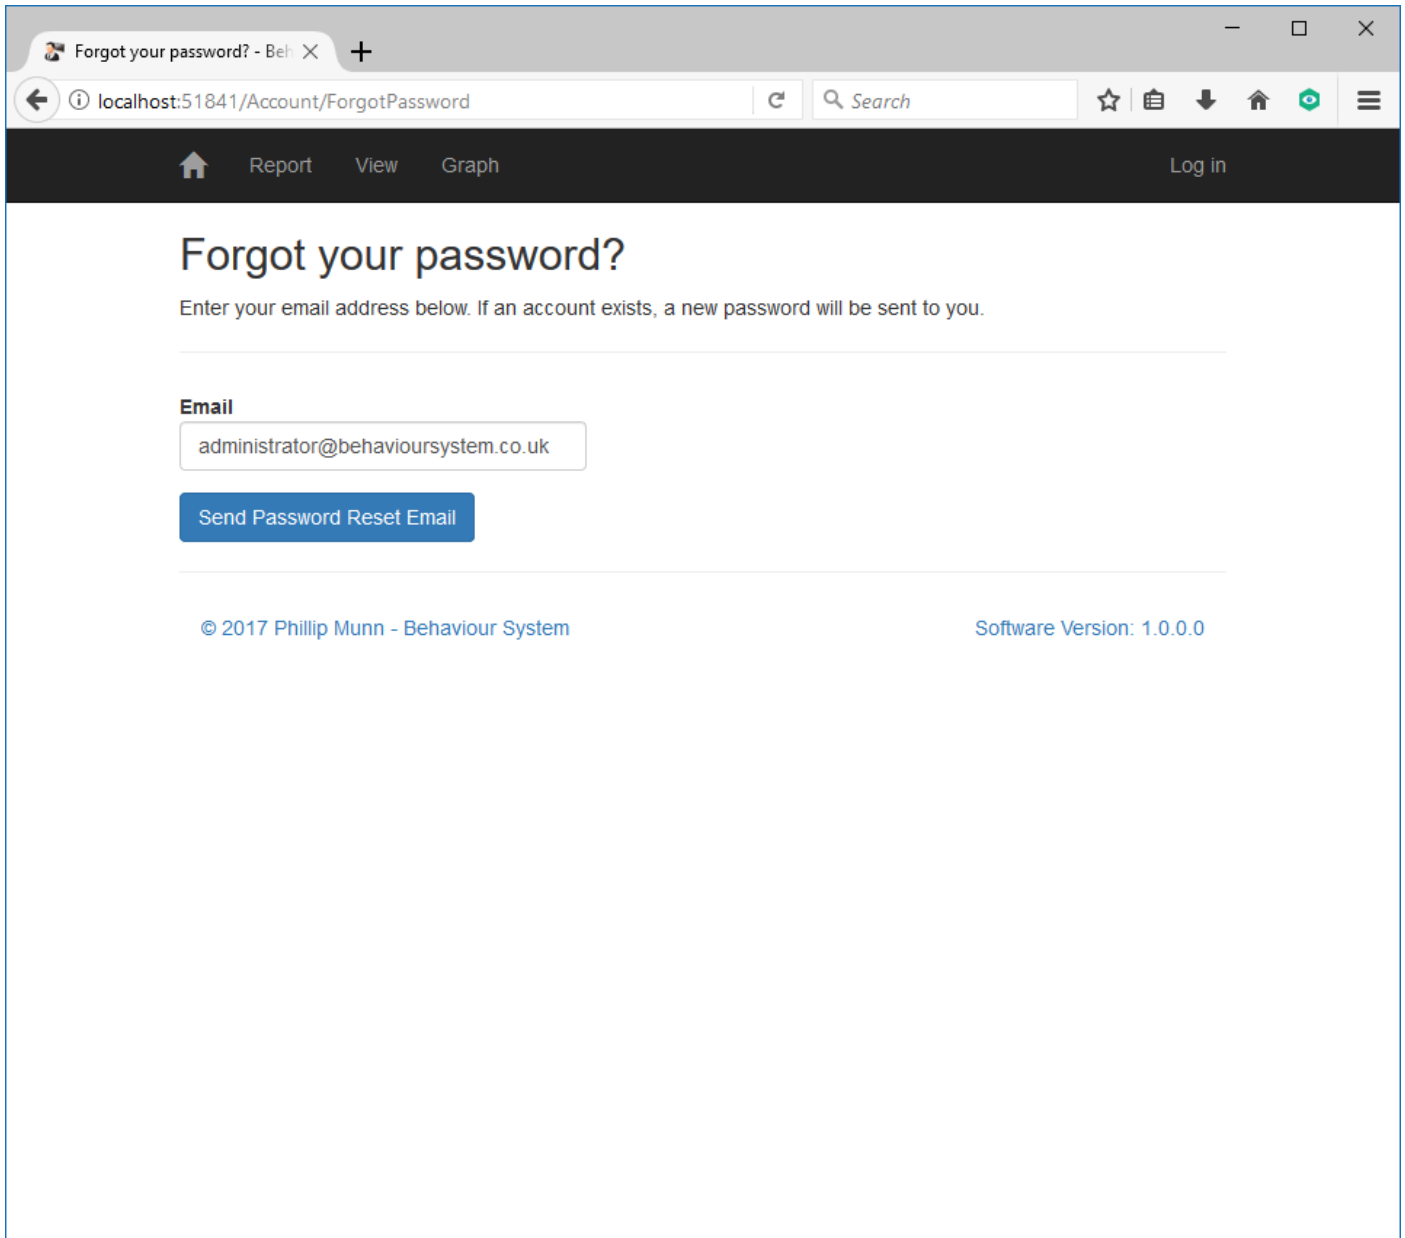 Forgot your password? - Beh
localhost:51841/Account/ForgotPassword
Search
Report View Graph Log in
Forgot your password?
Enter your email address below. If an account exists, a new password will be sent to you.
Email
administrator@behavioursystem.co.uk
Send Password Reset Email
© 2017 Phillip Munn - Behaviour System Software Version: 1.0.0.0